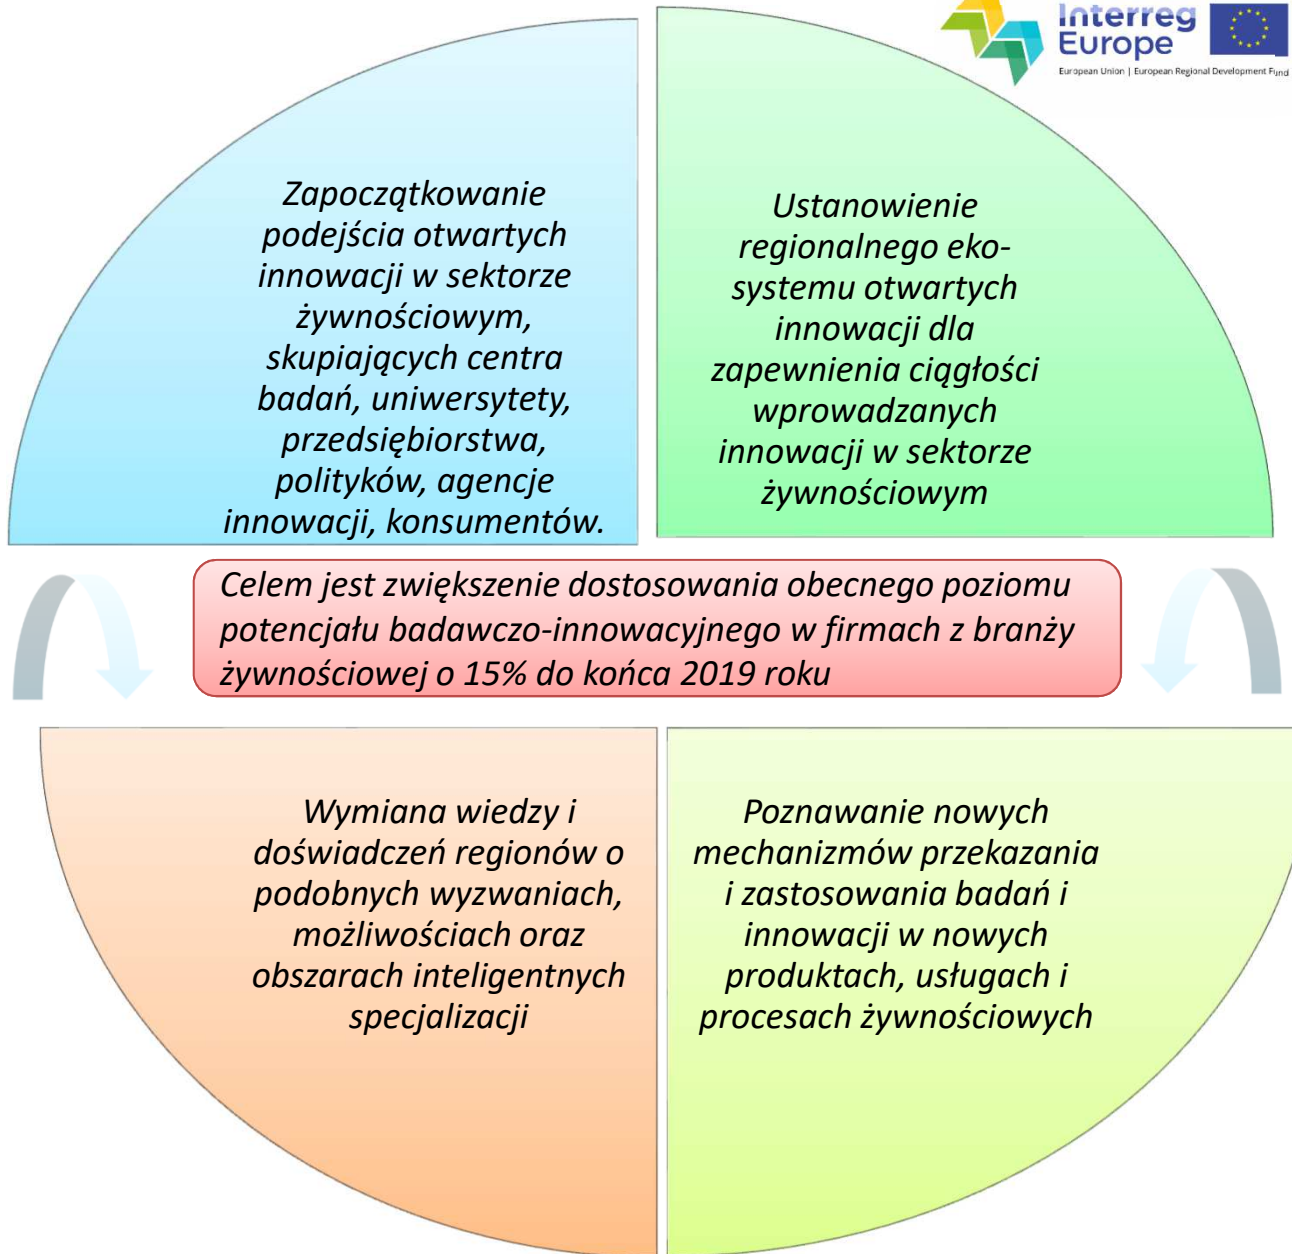 Interreg
Europe
European Union | European Regional Development Fund
Zapoczątkowanie
podejścia otwartych
innowacji w sektorze
żywnościowym,
skupiających centra
badań, uniwersytety,
przedsiębiorstwa,
polityków, agencje
innowacji, konsumentów.
Ustanowienie
regionalnego eko-
systemu otwartych
innowacji dla
zapewnienia ciągłości
wprowadzanych
innowacji w sektorze
żywnościowym
Celem jest zwiększenie dostosowania obecnego poziomu
potencjału badawczo-innowacyjnego w firmach z branży
żywnościowej o 15% do końca 2019 roku
Wymiana wiedzy i
doświadczeń regionów o
podobnych wyzwaniach,
możliwościach oraz
obszarach inteligentnych
specjalizacji
Poznawanie nowych
mechanizmów przekazania
i zastosowania badań i
innowacji w nowych
produktach, usługach i
procesach żywnościowych